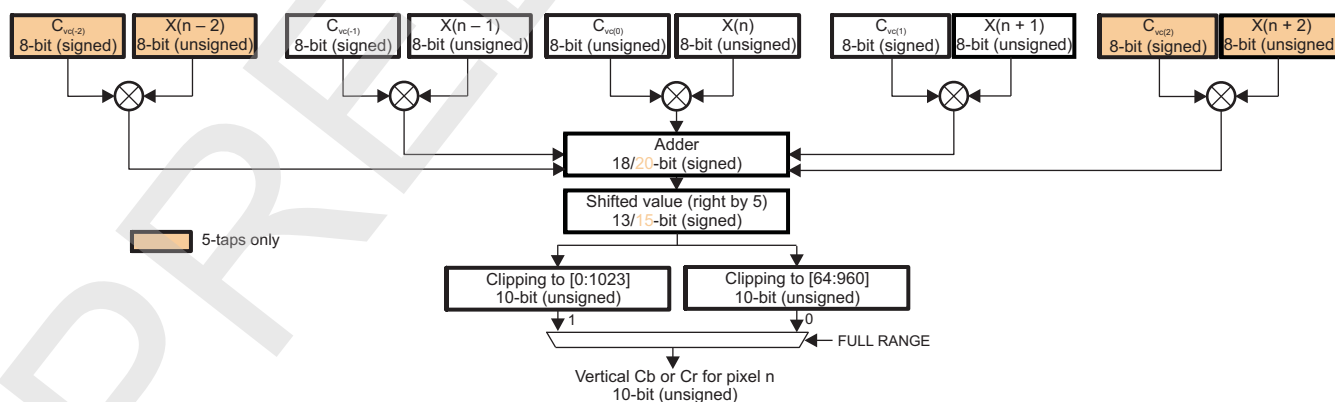 Cvc(-2) X(n – 2) Cvc(-1) X(n – 1) Cvc(0) X(n) Cvc(1) X(n + 1) Cvc(2) X(n + 2)
8-bit (signed) 8-bit (unsigned) 8-bit (signed) 8-bit (unsigned) 8-bit (signed) 8-bit (unsigned) 8-bit (signed) 8-bit (unsigned) 8-bit (signed) 8-bit (unsigned)
Adder
18/20-bit (signed)
Shifted value (right by 5)
13/15-bit (signed)
5-taps only
Clipping to [0:1023] Clipping to [64:960]
10-bit (unsigned) 10-bit (unsigned)
1 0
FULL RANGE
Vertical Cb or Cr for pixel n
10-bit (unsigned)
PRE